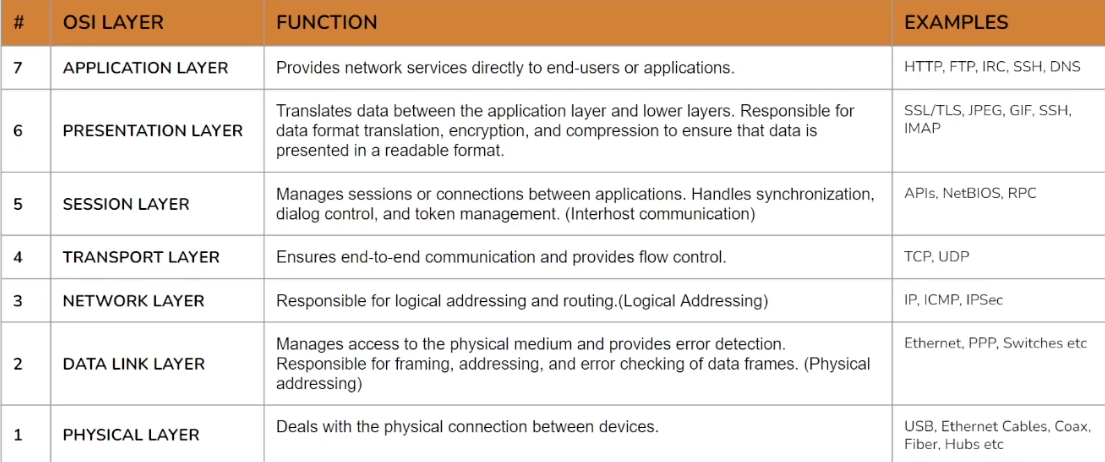 # OSI LAYER FUNCTION EXAMPLES
7 APPLICATION LAYER Provides network services directly to end-users or applications. HTTP, FTP, IRC, SSH, DNS
6 PRESENTATION LAYER
Translates data between the application layer and lower layers. Responsible for
data format translation, encryption, and compression to ensure that data is
presented in a readable format.
SSL/TLS, JPEG, GIF, SSH,
IMAP
5 SESSION LAYER
Manages sessions or connections between applications. Handles synchronization,
dialog control, and token management. (Interhost communication)
APIs, NetBIOS, RPC
4 TRANSPORT LAYER Ensures end-to-end communication and provides flow control. TCP, UDP
3 NETWORK LAYER Responsible for logical addressing and routing.(Logical Addressing) IP, ICMP, IPSec
2 DATA LINK LAYER
Manages access to the physical medium and provides error detection.
Responsible for framing, addressing, and error checking of data frames. (Physical
addressing)
Ethernet, PPP, Switches etc
1 PHYSICAL LAYER
Deals with the physical connection between devices.
USB, Ethernet Cables, Coax,
Fiber, Hubs etc